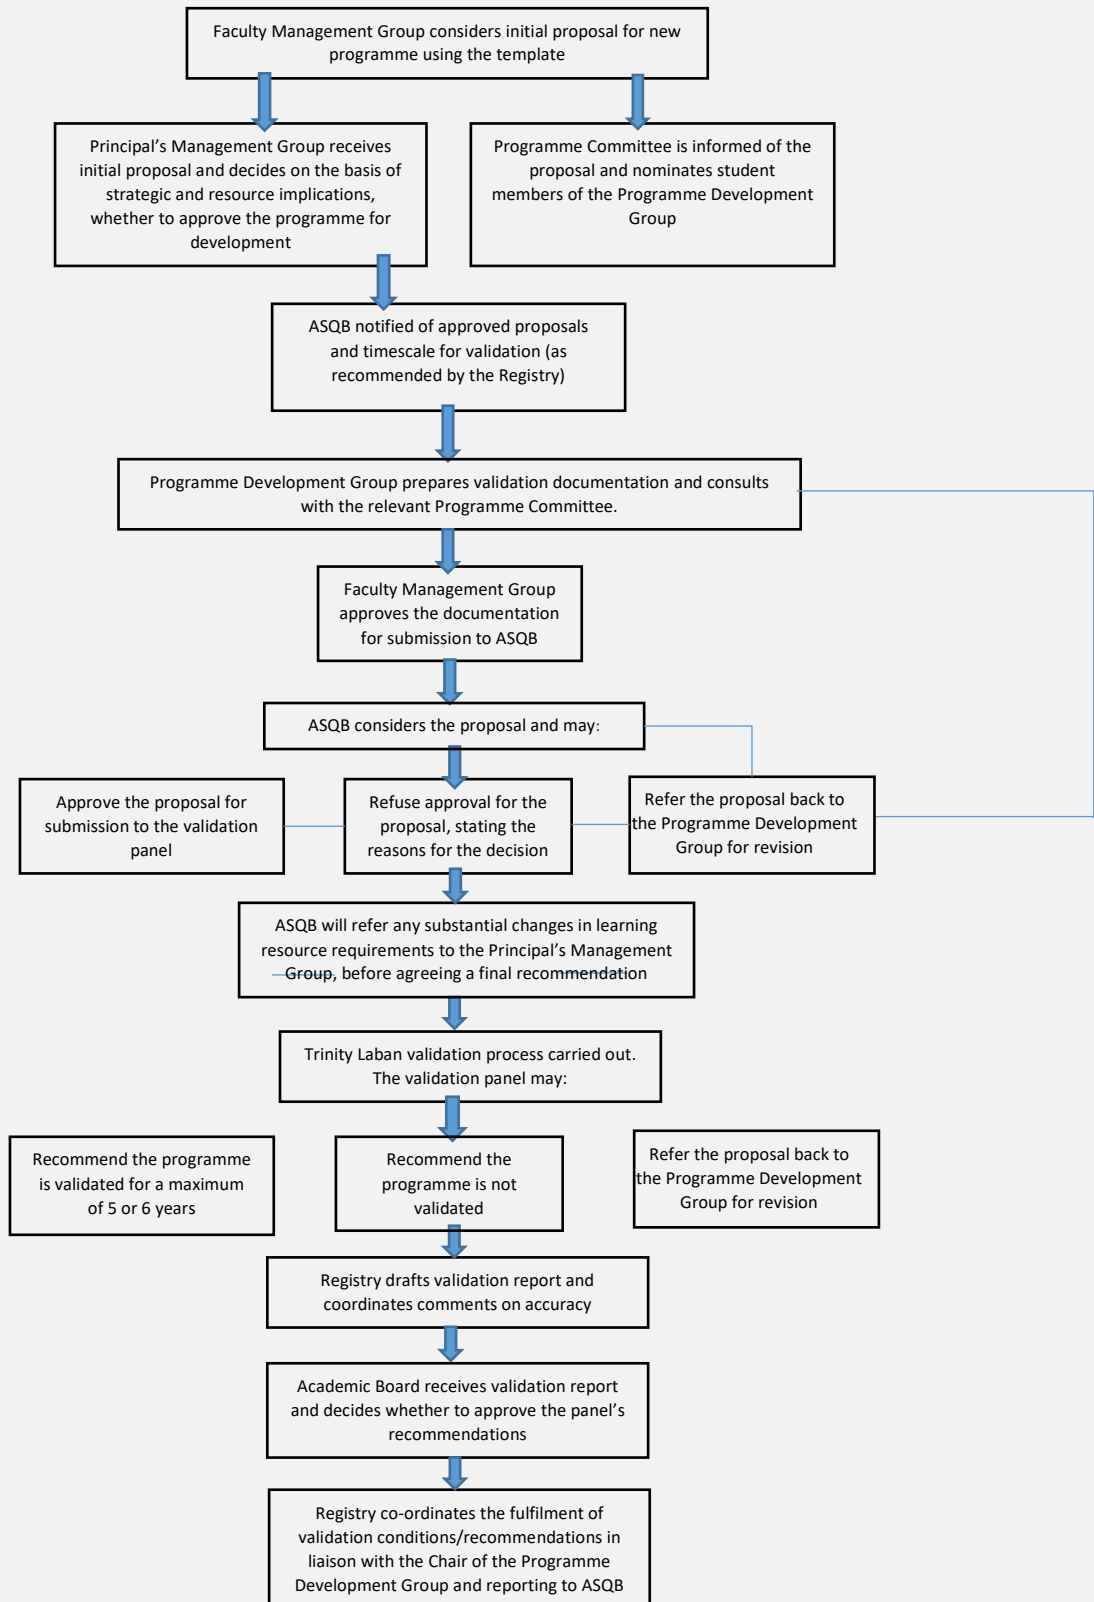 Faculty Management Group considers initial proposal for new
programme using the template
Principal’s Management Group receives
initial proposal and decides on the basis of
strategic and resource implications,
whether to approve the programme for
development
Programme Committee is informed of the
proposal and nominates student
members of the Programme Development
Group
ASQB notified of approved proposals
and timescale for validation (as
recommended by the Registry)
Programme Development Group prepares validation documentation and consults
with the relevant Programme Committee.
Faculty Management Group
approves the documentation
for submission to ASQB
ASQB considers the proposal and may:
Approve the proposal for
submission to the validation
panel
Refuse approval for the
proposal, stating the
reasons for the decision
Refer the proposal back to
the Programme Development
Group for revision
ASQB will refer any substantial changes in learning
resource requirements to the Principal’s Management
Group, before agreeing a final recommendation
Trinity Laban validation process carried out.
The validation panel may:
Recommend the programme
is validated for a maximum
of 5 or 6 years
Recommend the
programme is not
validated
Refer the proposal back to
the Programme Development
Group for revision
Registry drafts validation report and
coordinates comments on accuracy
Academic Board receives validation report
and decides whether to approve the panel’s
recommendations
Registry co-ordinates the fulfilment of
validation conditions/recommendations in
liaison with the Chair of the Programme
Development Group and reporting to ASQB